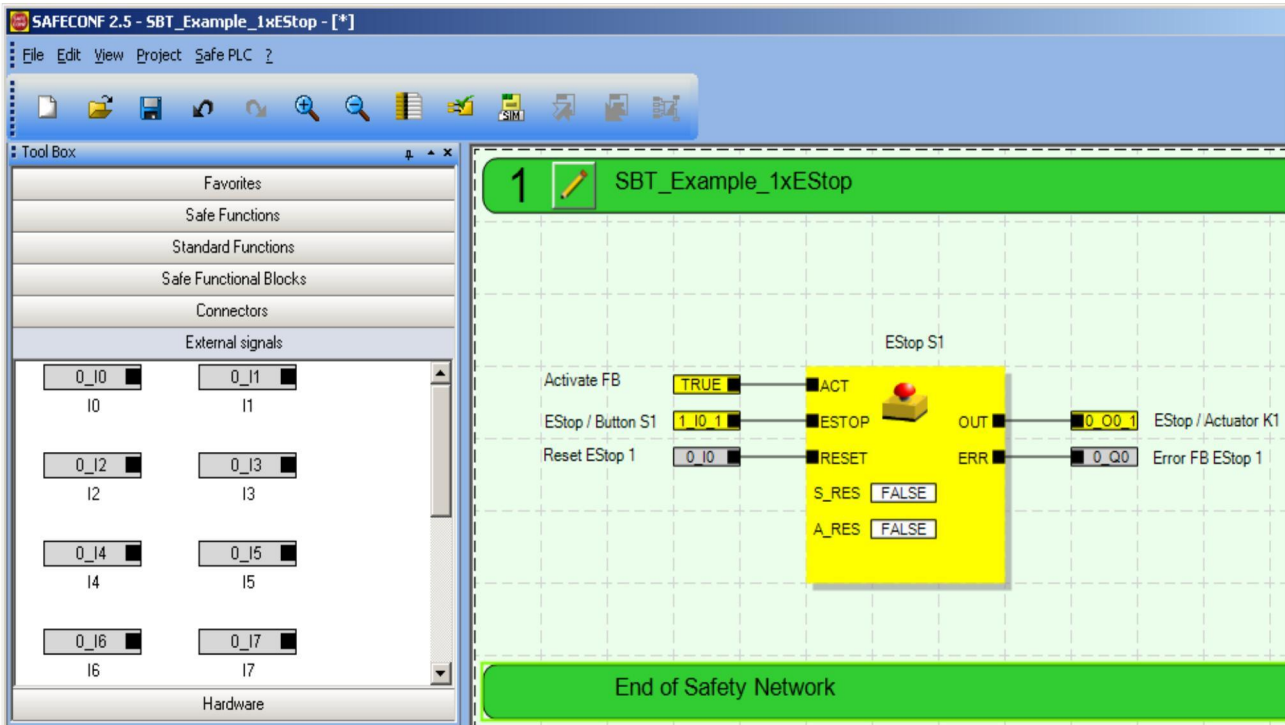 SAFECONF 2.5 - SBT_Example_1xEStop - [*]
File Edit View Project Safe PLC ?
SIM
Tool Box
Favorites
Safe Functions
Standard Functions
Safe Functional Blocks
Connectors
External signals
0_I0 0_I1
I0 I1
0_I2 0_I3
I2 I3
0_I4 0_I5
I4 I5
0_I6 0_I7
I6 I7
Hardware
1 SBT_Example_1xEStop
EStop S1
Activate FB TRUE ACT
EStop / Button S1 1_I0_1 ESTOP OUT 0_O0_1 EStop / Actuator K1
Reset EStop 1 0_I0 RESET ERR 0_Q0 Error FB EStop 1
S_RES FALSE
A_RES FALSE
End of Safety Network